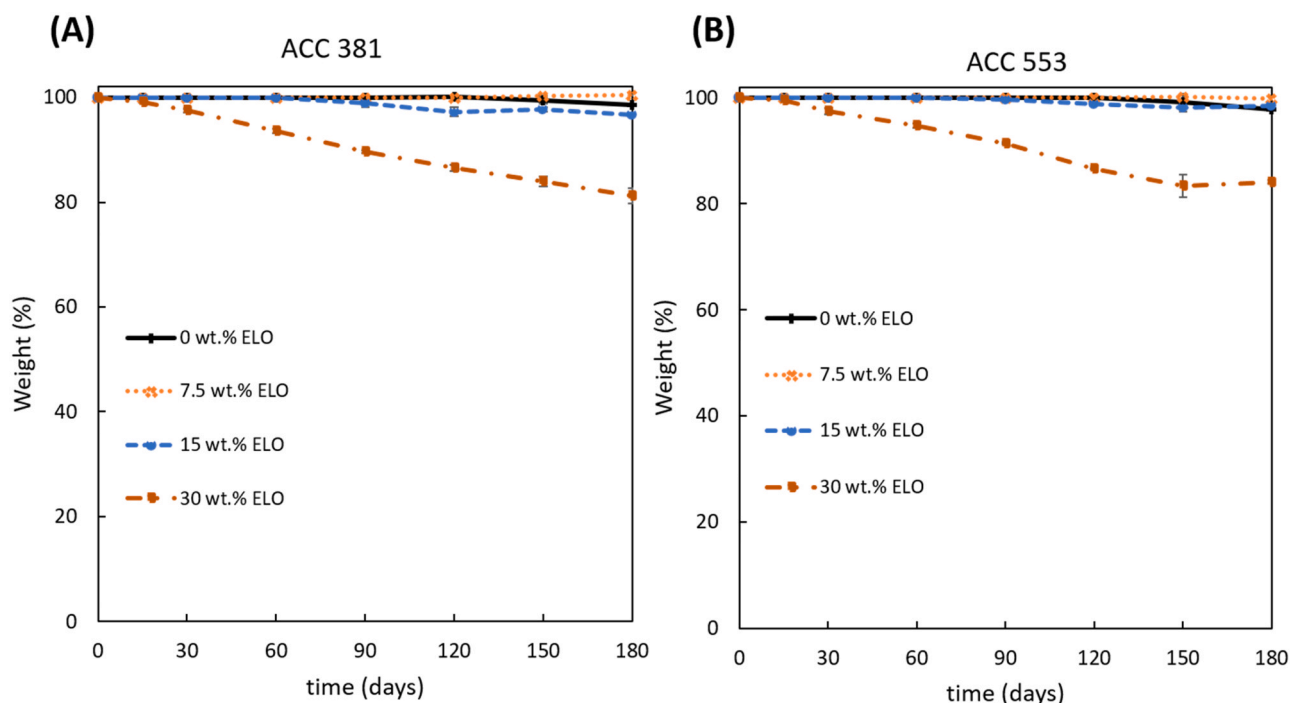 (A)
ACC 381
100
80
60
40
20
0
Weight (%)
0 wt.% ELO
7.5 wt.% ELO
15 wt.% ELO
30 wt.% ELO
0 30 60 90 120 150 180
time (days)
(B)
ACC 553
100
80
60
40
20
0
Weight (%)
0 wt.% ELO
7.5 wt.% ELO
15 wt.% ELO
30 wt.% ELO
0 30 60 90 120 150 180
time (days)